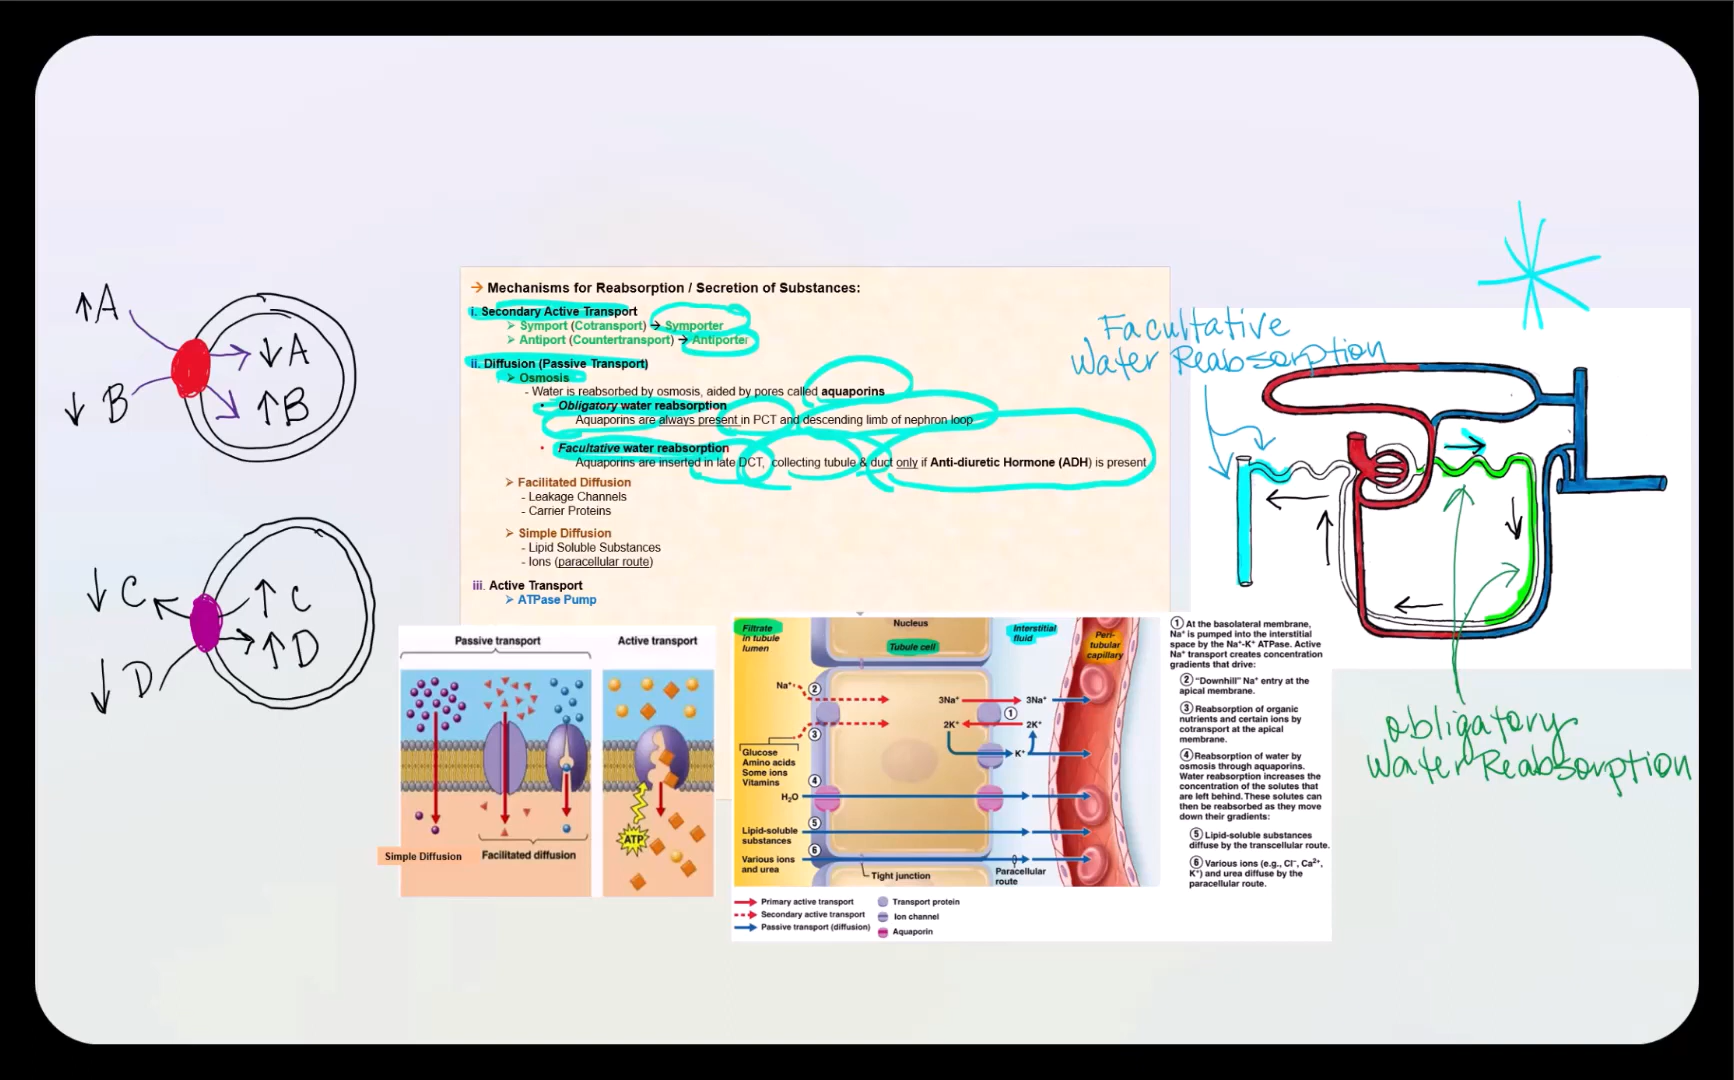 ↑A
↓A
↓B
↑B
↓C
↑C
↑D
↓D
→ Mechanisms for Reabsorption / Secretion of Substances:
i. Secondary Active Transport
➢ Symport (Cotransport) → Symporter
➢ Antiport (Countertransport) → Antiporter
ii. Diffusion (Passive Transport)
➢ Osmosis
- Water is reabsorbed by osmosis, aided by pores called aquaporins
• Obligatory water reabsorption
Aquaporins are always present in PCT and descending limb of nephron loop
• Facultative water reabsorption
Aquaporins are inserted in late DCT, collecting tubule & duct only if Anti-diuretic Hormone (ADH) is present
➢ Facilitated Diffusion
- Leakage Channels
- Carrier Proteins
➢ Simple Diffusion
- Lipid Soluble Substances
- Ions (paracellular route)
iii. Active Transport
➢ ATPase Pump
Facultative
Water Reabsorption
obligatory
Water Reabsorption
Passive transport
Active transport
ATP
Simple Diffusion
Facilitated diffusion
Filtrate
in tubule
lumen
Nucleus
Tubule cell
Interstitial
fluid
Peri-
tubular
capillary
Na⁺
2
3Na⁺
3Na⁺
1
2K⁺
2K⁺
3
K⁺
Glucose
Amino acids
Some ions
Vitamins
4
H₂O
5
Lipid-soluble
substances
6
Various ions
and urea
Tight junction
Paracellular
route
Primary active transport
Secondary active transport
Passive transport (diffusion)
Transport protein
Ion channel
Aquaporin
① At the basolateral membrane,
Na⁺ is pumped into the interstitial
space by the Na⁺-K⁺ ATPase. Active
Na⁺ transport creates concentration
gradients that drive:
② “Downhill” Na⁺ entry at the
apical membrane.
③ Reabsorption of organic
nutrients and certain ions by
cotransport at the apical
membrane.
④ Reabsorption of water by
osmosis through aquaporins.
Water reabsorption increases the
concentration of the solutes that
are left behind. These solutes can
then be reabsorbed as they move
down their gradients:
⑤ Lipid-soluble substances
diffuse by the transcellular route.
⑥ Various ions (e.g., Cl⁻, Ca²⁺,
K⁺) and urea diffuse by the
paracellular route.